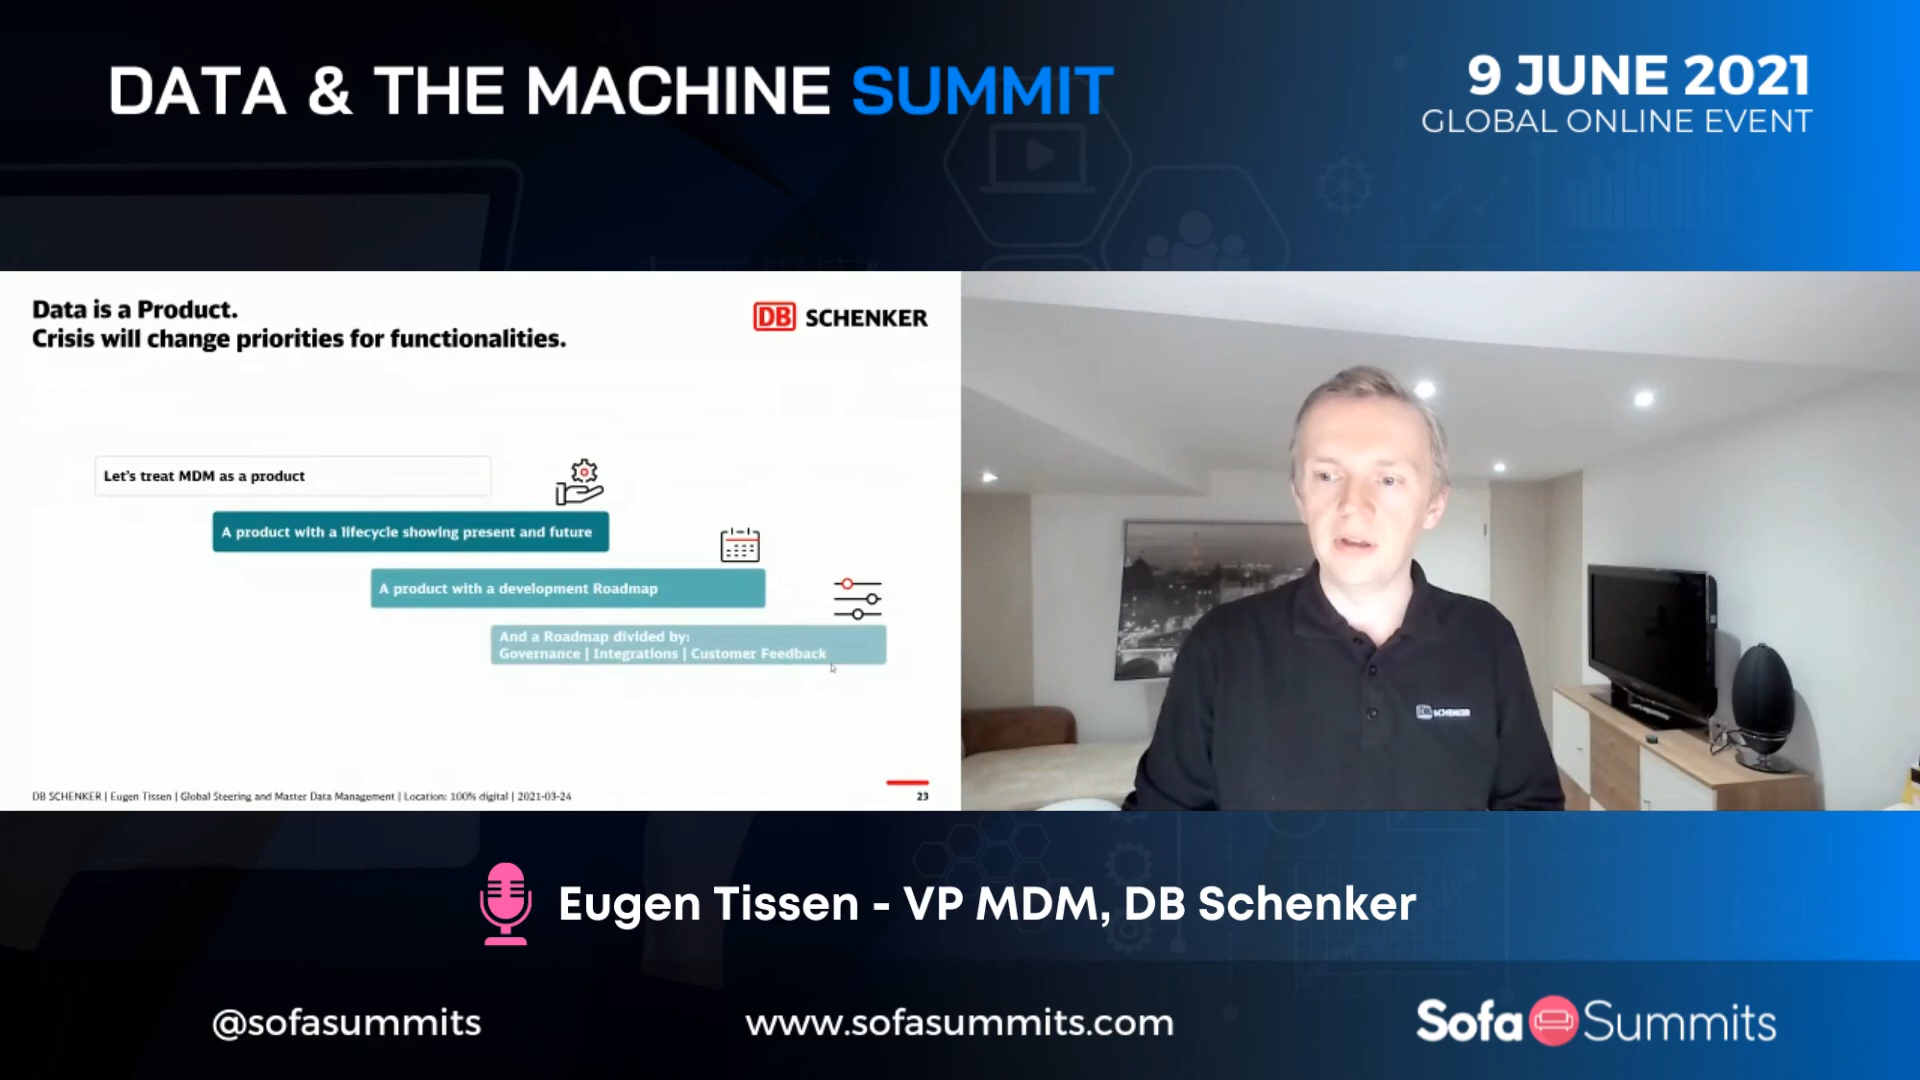 DATA & THE MACHINE SUMMIT
9 JUNE 2021
GLOBAL ONLINE EVENT
Data is a Product.
Crisis will change priorities for functionalities.
DB SCHENKER
Let's treat MDM as a product
A product with a lifecycle showing present and future
A product with a development Roadmap
And a Roadmap divided by:
Governance | Integrations | Customer Feedback
DB SCHENKER | Eugen Tissen | Global Steering and Master Data Management | Location: 100% digital | 2021-03-24
23
DB SCHENKER
Eugen Tissen - VP MDM, DB Schenker
@sofasummits
www.sofasummits.com
Sofa Summits